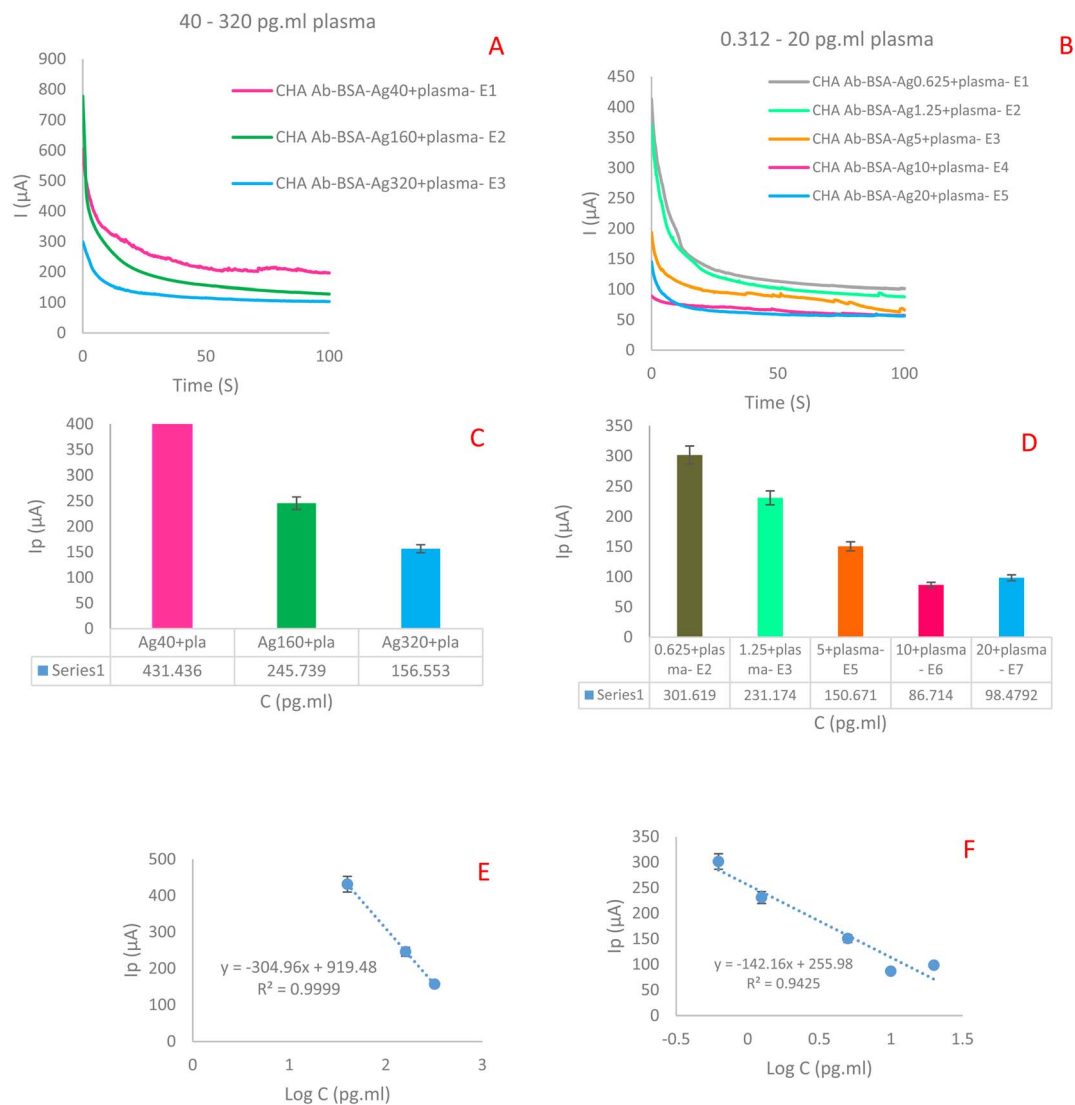 40 - 320 pg.ml plasma
A
900
800
700
600
500
400
300
200
100
0
I (µA)
0
50
100
Time (S)
CHA Ab-BSA-Ag40+plasma- E1
CHA Ab-BSA-Ag160+plasma- E2
CHA Ab-BSA-Ag320+plasma- E3
0.312 - 20 pg.ml plasma
B
450
400
350
300
250
200
150
100
50
0
I (µA)
0
50
100
Time (S)
CHA Ab-BSA-Ag0.625+plasma- E1
CHA Ab-BSA-Ag1.25+plasma- E2
CHA Ab-BSA-Ag5+plasma- E3
CHA Ab-BSA-Ag10+plasma- E4
CHA Ab-BSA-Ag20+plasma- E5
C
400
350
300
250
200
150
100
50
0
Ip (µA)
Ag40+pla
Ag160+pla
Ag320+pla
Series1
431.436
245.739
156.553
C (pg.ml)
D
350
300
250
200
150
100
50
0
Ip (µA)
0.625+plas
ma- E2
1.25+plas
ma- E3
5+plasma-
E5
10+plasma
- E6
20+plasma
- E7
Series1
301.619
231.174
150.671
86.714
98.4792
C (pg.ml)
E
500
400
300
200
100
0
Ip (µA)
y = -304.96x + 919.48
R² = 0.9999
0
1
2
3
Log C (pg.ml)
F
350
300
250
200
150
100
50
0
Ip (µA)
y = -142.16x + 255.98
R² = 0.9425
-0.5
0
0.5
1
1.5
Log C (pg.ml)